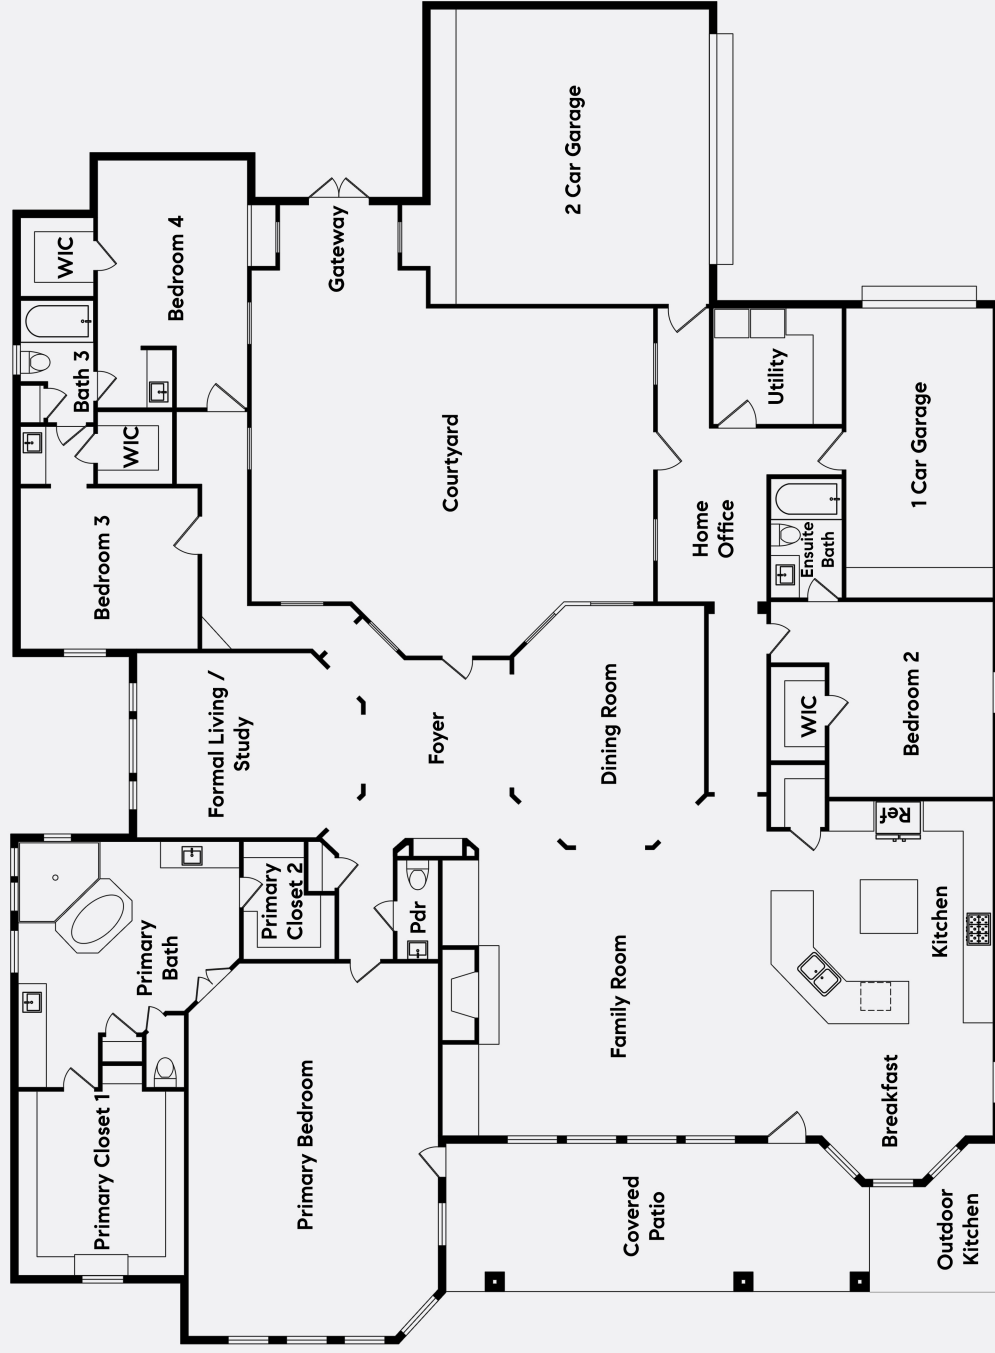 2 Car Garage
Gateway
WIC
Bedroom 4
Bath 3
WIC
Utility
1 Car Garage
Courtyard
Home
Office
Ensuite
Bath
Bedroom 3
Formal Living /
Study
Foyer
Dining Room
WIC
Bedroom 2
Ref
Kitchen
Primary
Closet 2
Pdr
Primary
Bath
Family Room
Breakfast
Primary Closet 1
Primary Bedroom
Covered
Patio
Outdoor
Kitchen